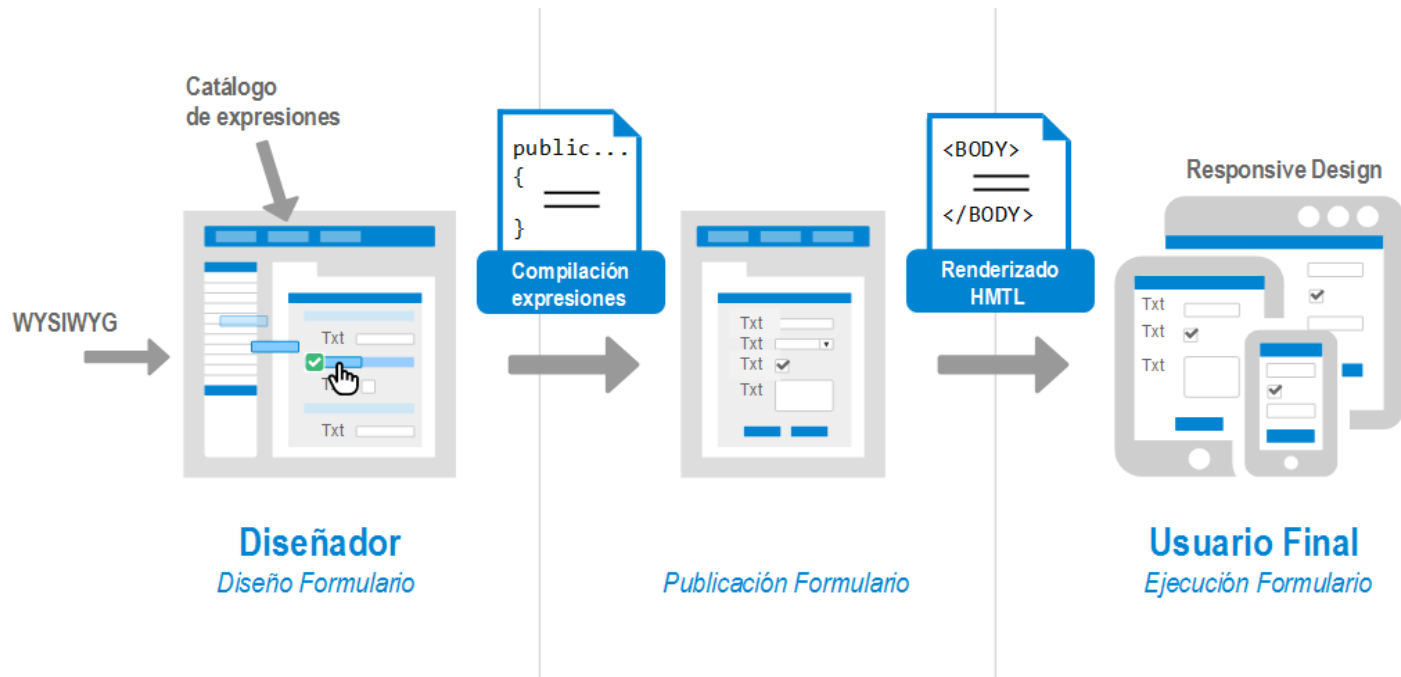 Catálogo
de expresiones
WYSIWYG
Txt
Txt
Txt
public...
{
}
Compilación
expresiones
Txt
Txt
Txt
Txt
<BODY>
</BODY>
Renderizado
HMTL
Responsive Design
Txt
Txt
Txt
Diseñador
Diseño Formulario
Publicación Formulario
Usuario Final
Ejecución Formulario